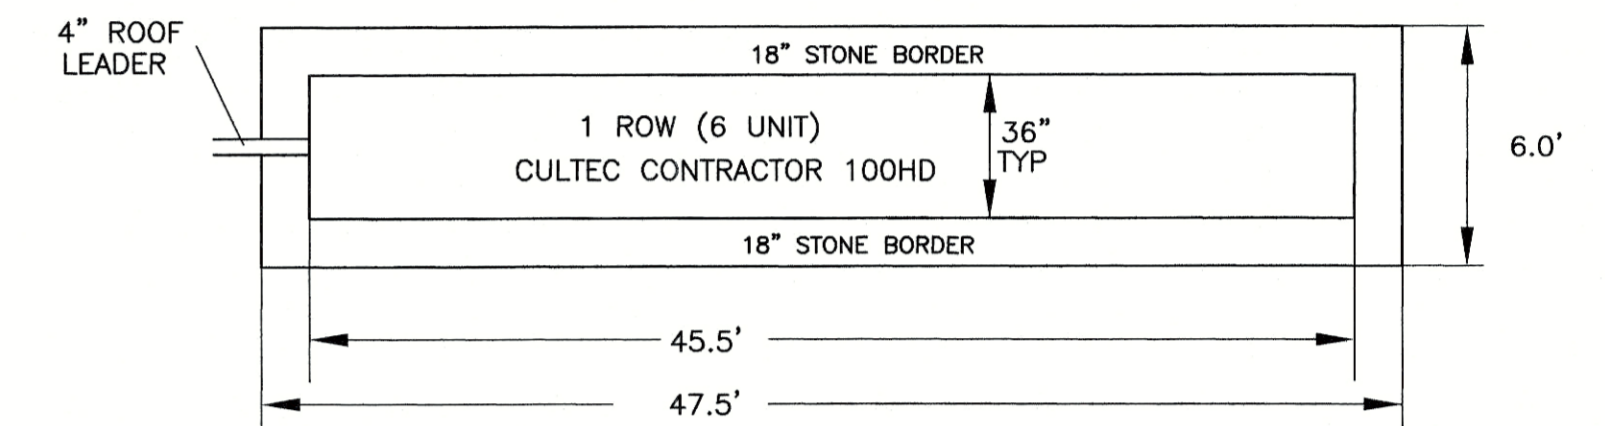 4” ROOF
LEADER
18” STONE BORDER
1 ROW (6 UNIT)
CULTEC CONTRACTOR 100HD
36”
TYP
6.0’
18” STONE BORDER
45.5’
47.5’